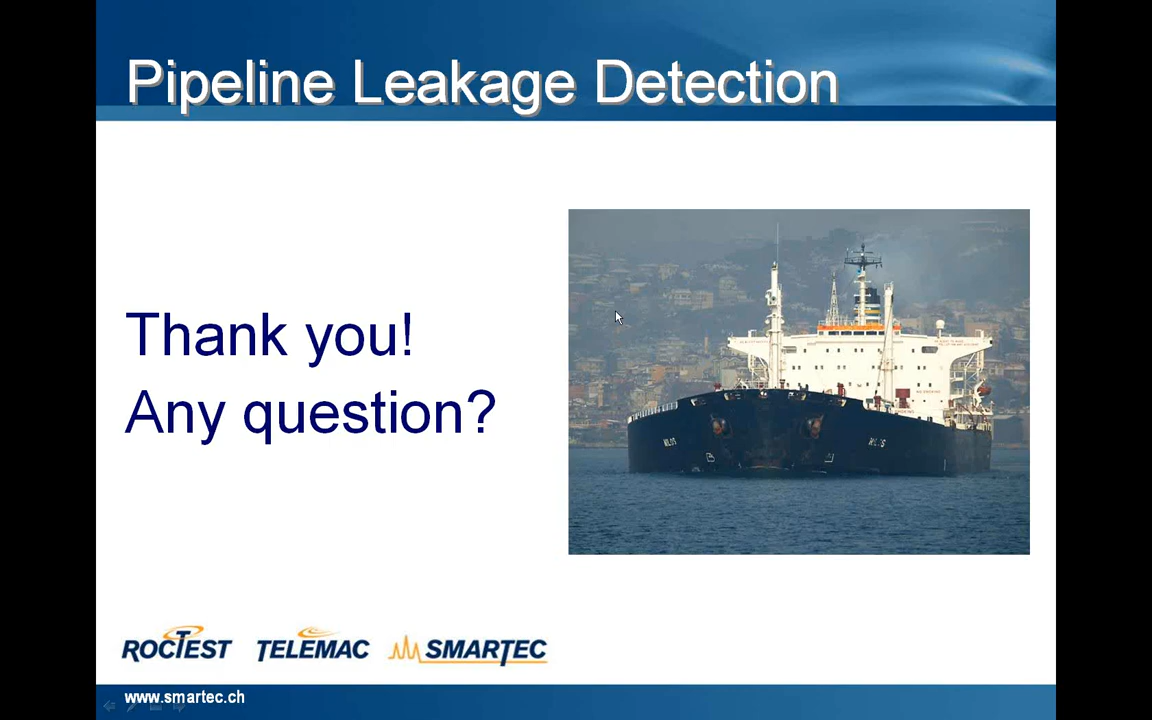 Pipeline Leakage Detection
Thank you!
Any question?
ROCTEST TELEMAC SMARTEC
www.smartec.ch